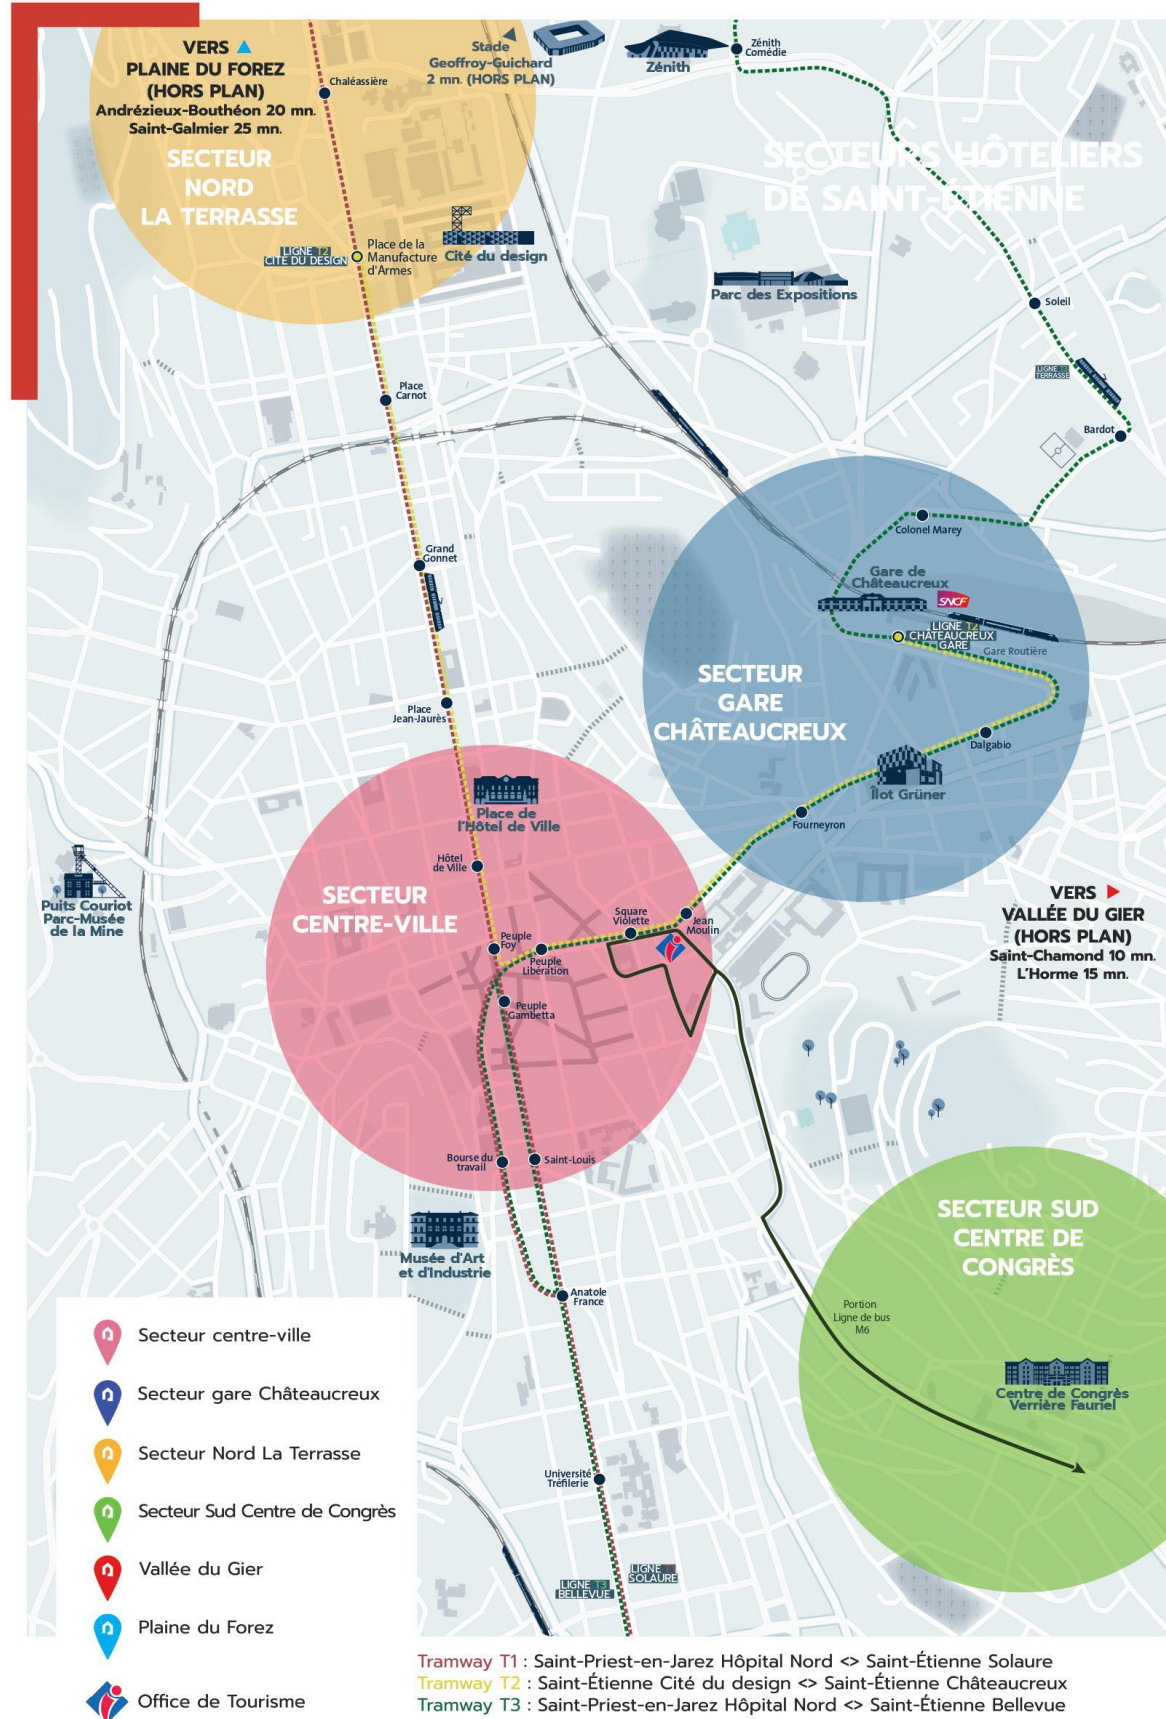 VERS
PLAINE DU FOREZ
(HORS PLAN)
Andrézieux-Bouthéon 20 mn.
Saint-Galmier 25 mn.
SECTEUR
NORD
LA TERRASSE
Chaléassière
Stade
Geoffroy-Guichard
2 mn. (HORS PLAN)
Zénith
Zénith
Comédie
SECTEURS HÔTELIERS
DE SAINT-ÉTIENNE
LIGNE T2
CITÉ DU DESIGN
Place de la
Manufacture
d'Armes
Cité du design
Parc des Expositions
Soleil
LIGNE T3
TERRASSE
Place
Carnot
Bardot
Colonel Marey
Grand
Gonnet
Gare de
Châteaucreux
SNCF
LIGNE T2
CHÂTEAUCREUX
GARE
Gare Routière
SECTEUR
GARE
CHÂTEAUCREUX
Place
Jean-Jaurès
Dalgabio
Îlot Grüner
Place de
l'Hôtel de Ville
Fourneyron
Hôtel
de Ville
Puits Couriot
Parc-Musée
de la Mine
SECTEUR
CENTRE-VILLE
VERS
VALLÉE DU GIER
(HORS PLAN)
Saint-Chamond 10 mn.
L'Horme 15 mn.
Square
Violette
Jean
Moulin
Peuple
Foy
Peuple
Libération
Peuple
Gambetta
Bourse du
travail
Saint-Louis
SECTEUR SUD
CENTRE DE
CONGRÈS
Musée d'Art
et d'Industrie
Anatole
France
Portion
Ligne de bus
M6
Centre de Congrès
Verrière Fauriel
Secteur centre-ville
Secteur gare Châteaucreux
Secteur Nord La Terrasse
Secteur Sud Centre de Congrès
Vallée du Gier
Plaine du Forez
Office de Tourisme
Université
Tréfilerie
LIGNE T3
BELLEVUE
LIGNE
SOLAURE
Tramway T1 : Saint-Priest-en-Jarez Hôpital Nord <> Saint-Étienne Solaure
Tramway T2 : Saint-Étienne Cité du design <> Saint-Étienne Châteaucreux
Tramway T3 : Saint-Priest-en-Jarez Hôpital Nord <> Saint-Étienne Bellevue